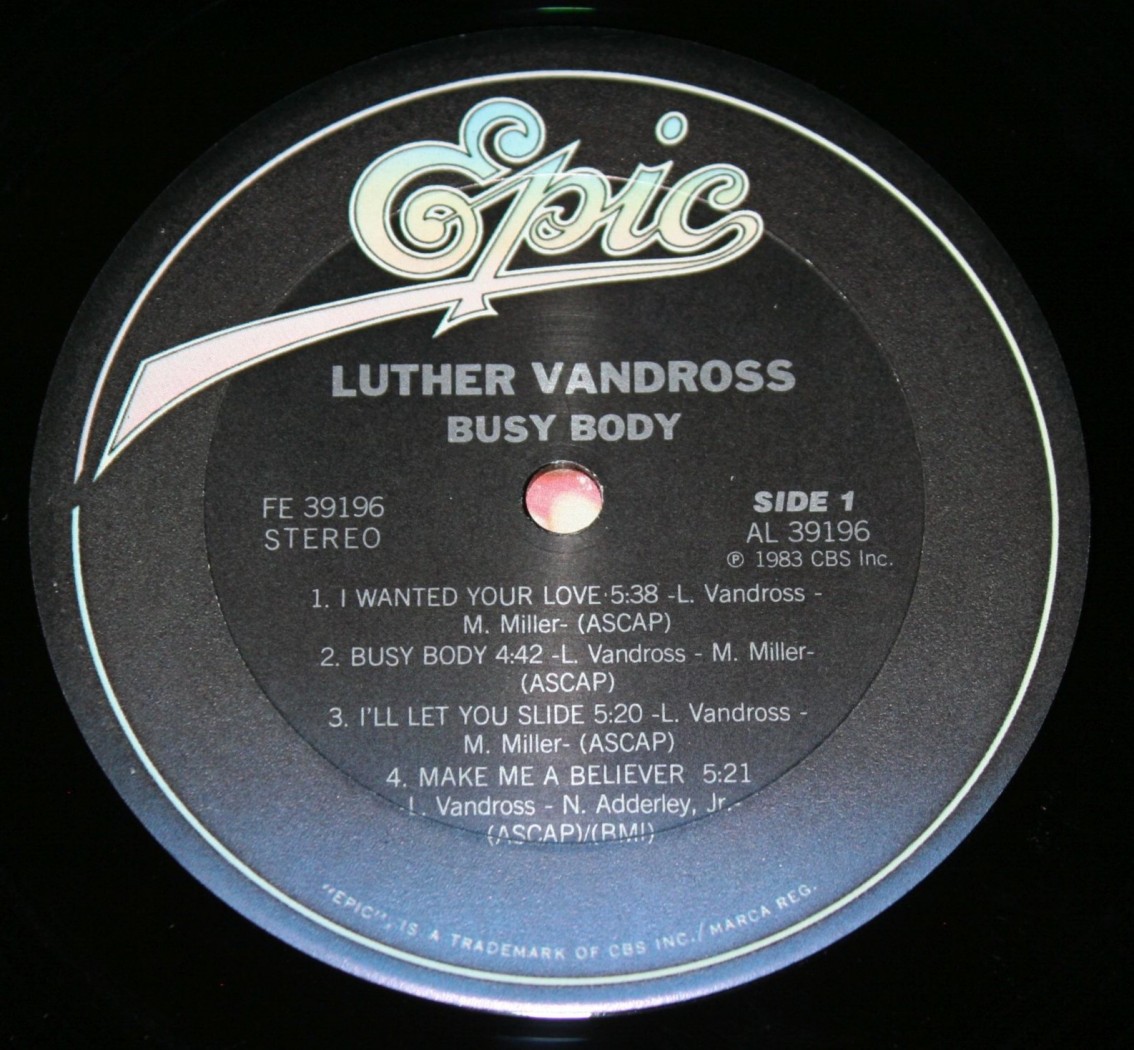 Epic
LUTHER VANDROSS
BUSY BODY
FE 39196
STEREO
SIDE 1
AL 39196
Ⓟ 1983 CBS Inc.
1. I WANTED YOUR LOVE 5:38 -L. Vandross -
M. Miller- (ASCAP)
2. BUSY BODY 4:42 -L. Vandross - M. Miller-
(ASCAP)
3. I'LL LET YOU SLIDE 5:20 -L. Vandross -
M. Miller- (ASCAP)
4. MAKE ME A BELIEVER 5:21
-L. Vandross - N. Adderley, Jr.-
(ASCAP)/(BMI)
"EPIC", IS A TRADEMARK OF CBS INC./MARCA REG.